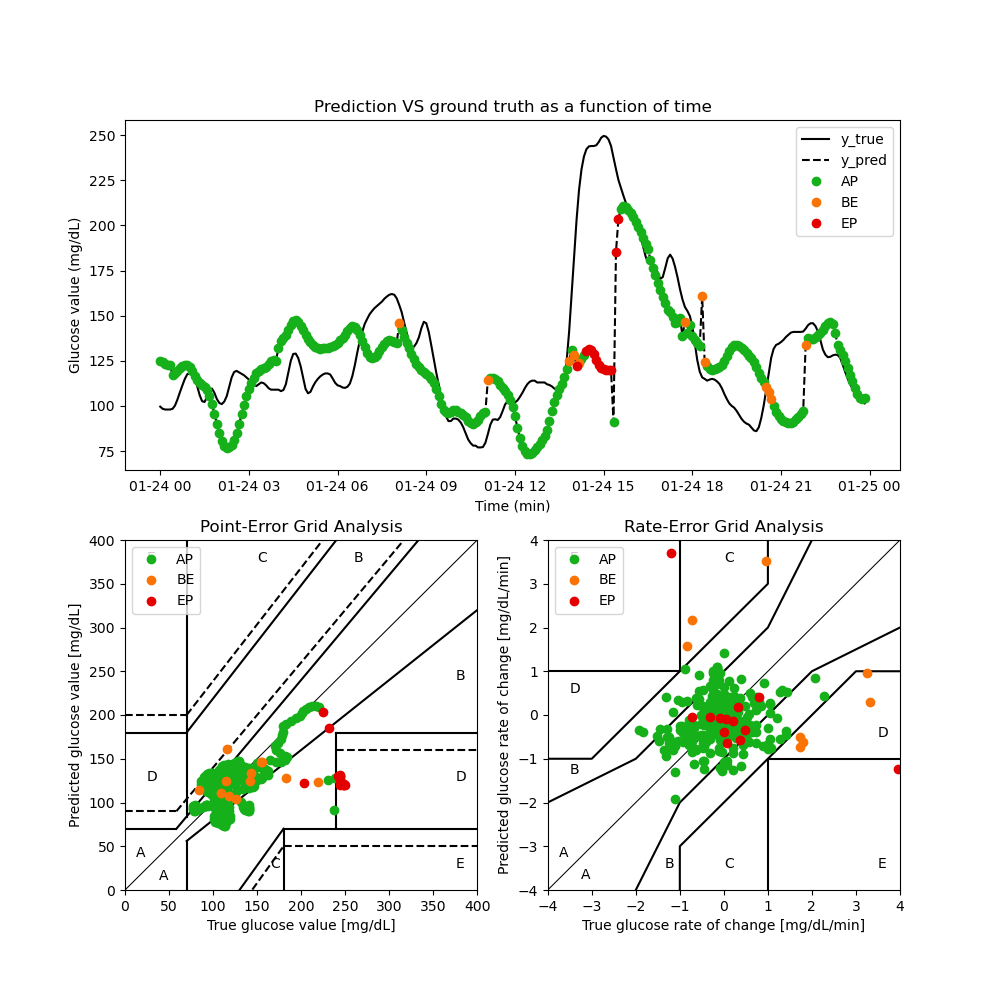 Prediction VS ground truth as a function of time
Glucose value (mg/dL)
250
225
200
175
150
125
100
75
y_true
y_pred
AP
BE
EP
01-24 00
01-24 03
01-24 06
01-24 09
01-24 12
01-24 15
01-24 18
01-24 21
01-25 00
Time (min)
Point-Error Grid Analysis
Predicted glucose value [mg/dL]
400
350
300
250
200
150
100
50
0
AP
BE
EP
C
B
B
D
D
A
A
C
E
0
50
100
150
200
250
300
350
400
True glucose value [mg/dL]
Rate-Error Grid Analysis
Predicted glucose rate of change [mg/dL/min]
4
3
2
1
0
−1
−2
−3
−4
AP
BE
EP
C
D
D
B
A
A
B
C
E
−4
−3
−2
−1
0
1
2
3
4
True glucose rate of change [mg/dL/min]